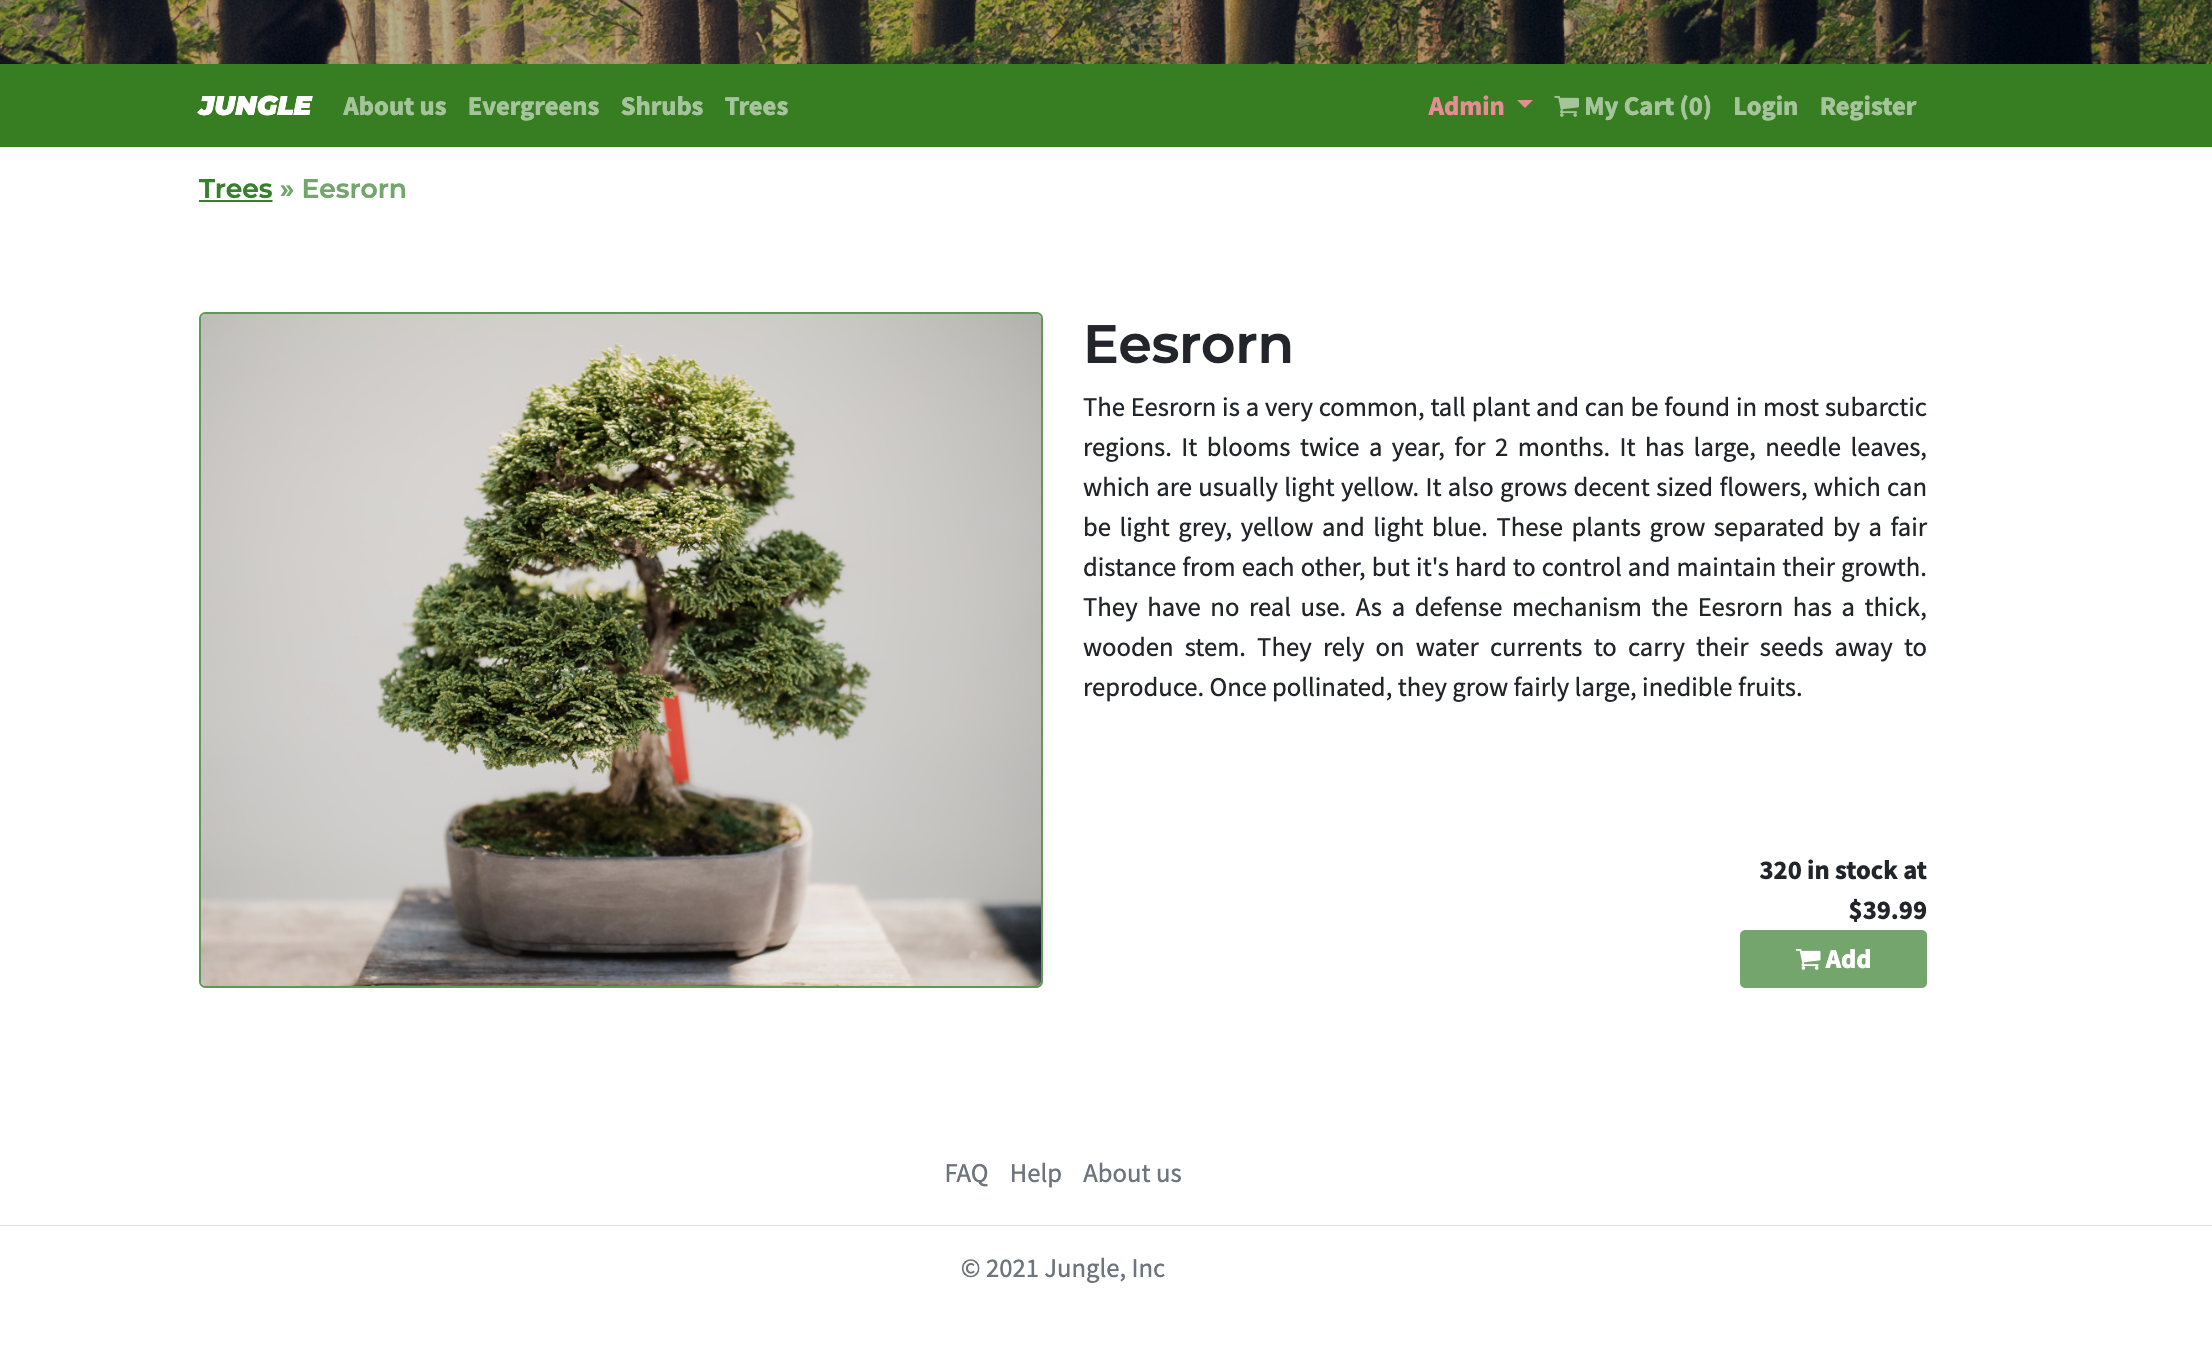 JUNGLE About us Evergreens Shrubs Trees Admin My Cart (0) Login Register
Trees » Eesrorn
Eesrorn
The Eesrorn is a very common, tall plant and can be found in most subarctic
regions. It blooms twice a year, for 2 months. It has large, needle leaves,
which are usually light yellow. It also grows decent sized flowers, which can
be light grey, yellow and light blue. These plants grow separated by a fair
distance from each other, but it's hard to control and maintain their growth.
They have no real use. As a defense mechanism the Eesrorn has a thick,
wooden stem. They rely on water currents to carry their seeds away to
reproduce. Once pollinated, they grow fairly large, inedible fruits.
320 in stock at
$39.99
Add
FAQ Help About us
© 2021 Jungle, Inc